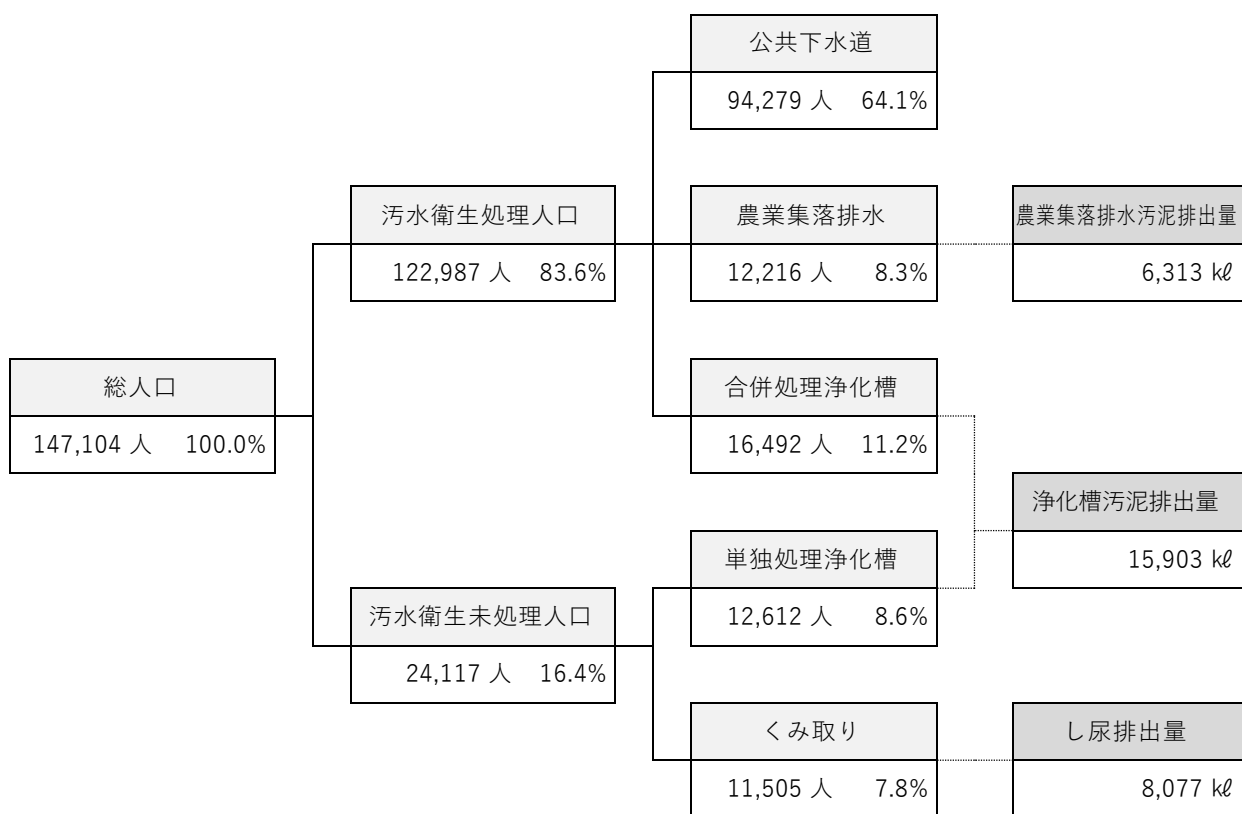 公共下水道
94,279 人 64.1%
汚水衛生処理人口
122,987 人 83.6%
農業集落排水
12,216 人 8.3%
農業集落排水汚泥排出量
6,313 kℓ
総人口
147,104 人 100.0%
合併処理浄化槽
16,492 人 11.2%
浄化槽汚泥排出量
15,903 kℓ
単独処理浄化槽
12,612 人 8.6%
汚水衛生未処理人口
24,117 人 16.4%
くみ取り
11,505 人 7.8%
し尿排出量
8,077 kℓ